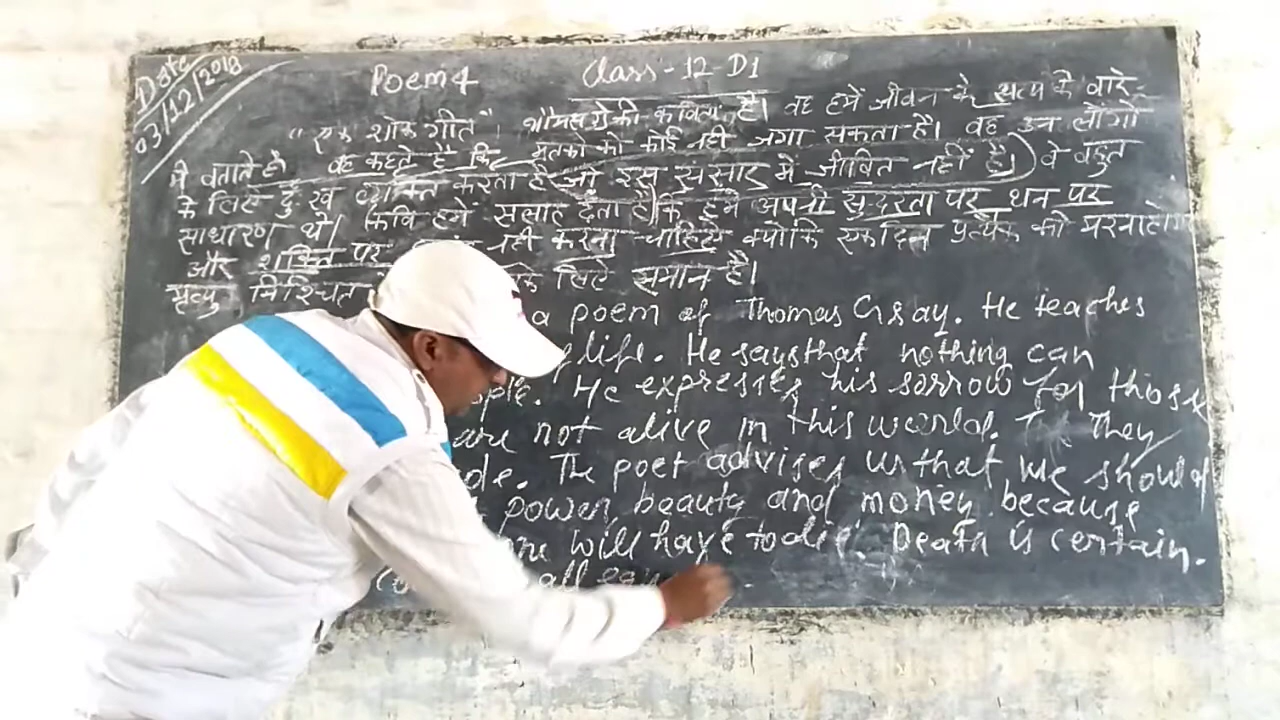 Date
03/12/2018
Poem 4
Class-12-D1
"एक शोक गीत" थॉमस ग्रे की कविता है। वह हमें जीवन के सत्य के बारे
में बताते है वह कहते है कि मृतकों को कोई नही जगा सकता है। वह उन लोंगों
के लिए दुःख व्यक्ति करता है जो इस संसार में जीवित नहीं है। वे बहुत
साधारण थे। कवि हमें सलाह देता है कि हमें अपनी सुन्दरता पर धन पर
और शक्ति पर नही करना चाहिए क्योंकि एकदिन प्रत्येक को मरना होगा
मृत्यु निश्चित के लिए समान है।
a poem of Thomas Gray. He teaches
life. He says that nothing can
He expresses his sorrow for those
are not alive in this world. They
The poet advises us that we should
power, beauty and money because
one will have to die. Death is certain.
all